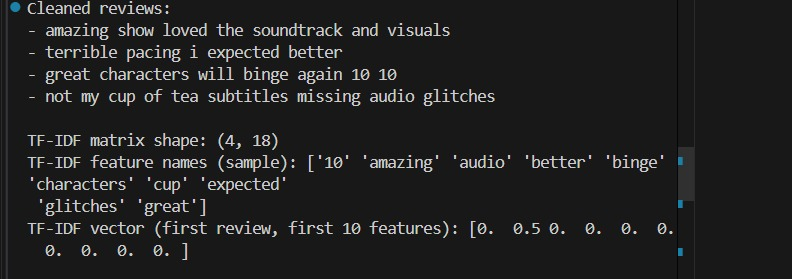 Cleaned reviews:
- amazing show loved the soundtrack and visuals
- terrible pacing i expected better
- great characters will binge again 10 10
- not my cup of tea subtitles missing audio glitches
TF-IDF matrix shape: (4, 18)
TF-IDF feature names (sample): ['10' 'amazing' 'audio' 'better' 'binge'
'characters' 'cup' 'expected'
'glitches' 'great']
TF-IDF vector (first review, first 10 features): [0.  0.5 0.  0.  0.  0.
0.  0.  0.  0. ]